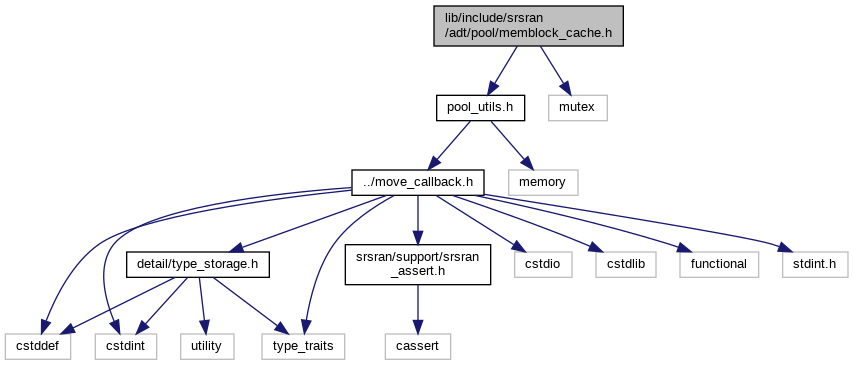 lib/include/srsran
/adt/pool/memblock_cache.h
pool_utils.h
mutex
../move_callback.h
memory
detail/type_storage.h
srsran/support/srsran
_assert.h
cstdio
cstdlib
functional
stdint.h
cstddef
cstdint
utility
type_traits
cassert